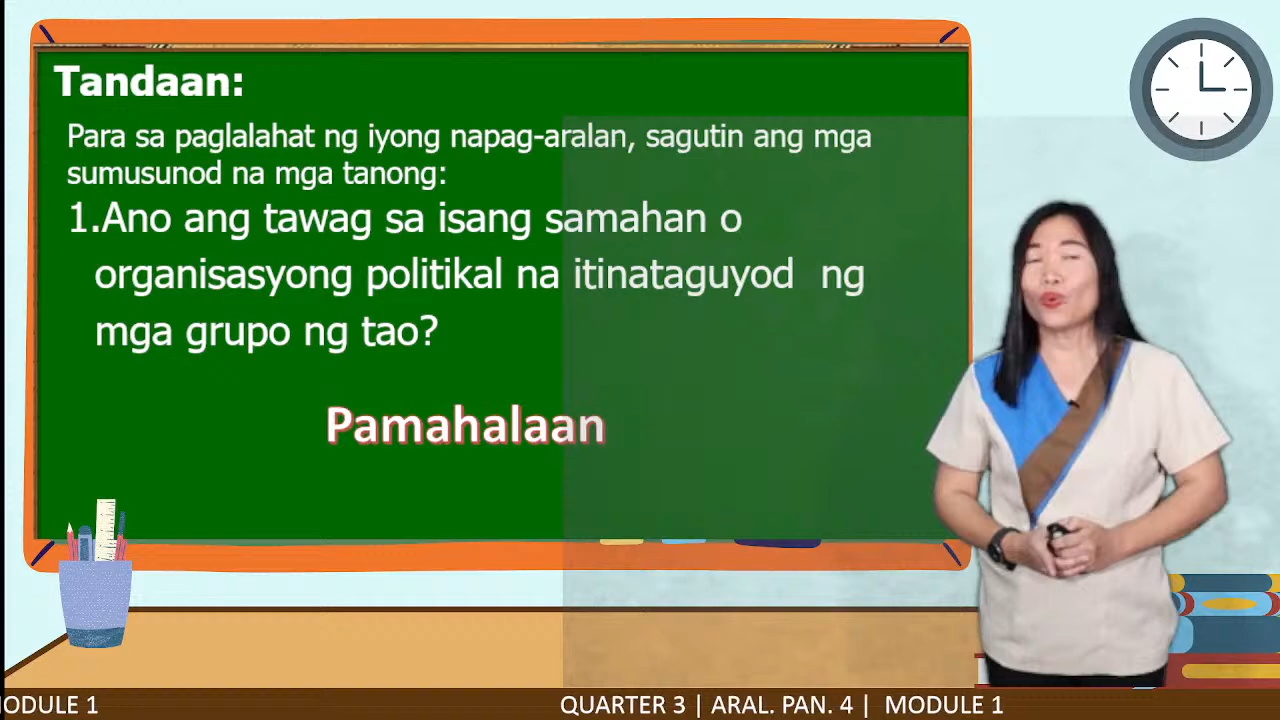 Tandaan:
Para sa paglalahat ng iyong napag-aralan, sagutin ang mga
sumusunod na mga tanong:
1.Ano ang tawag sa isang samahan o
organisasyong politikal na itinataguyod ng
mga grupo ng tao?
Pamahalaan
ODULE 1 QUARTER 3 | ARAL. PAN. 4 | MODULE 1